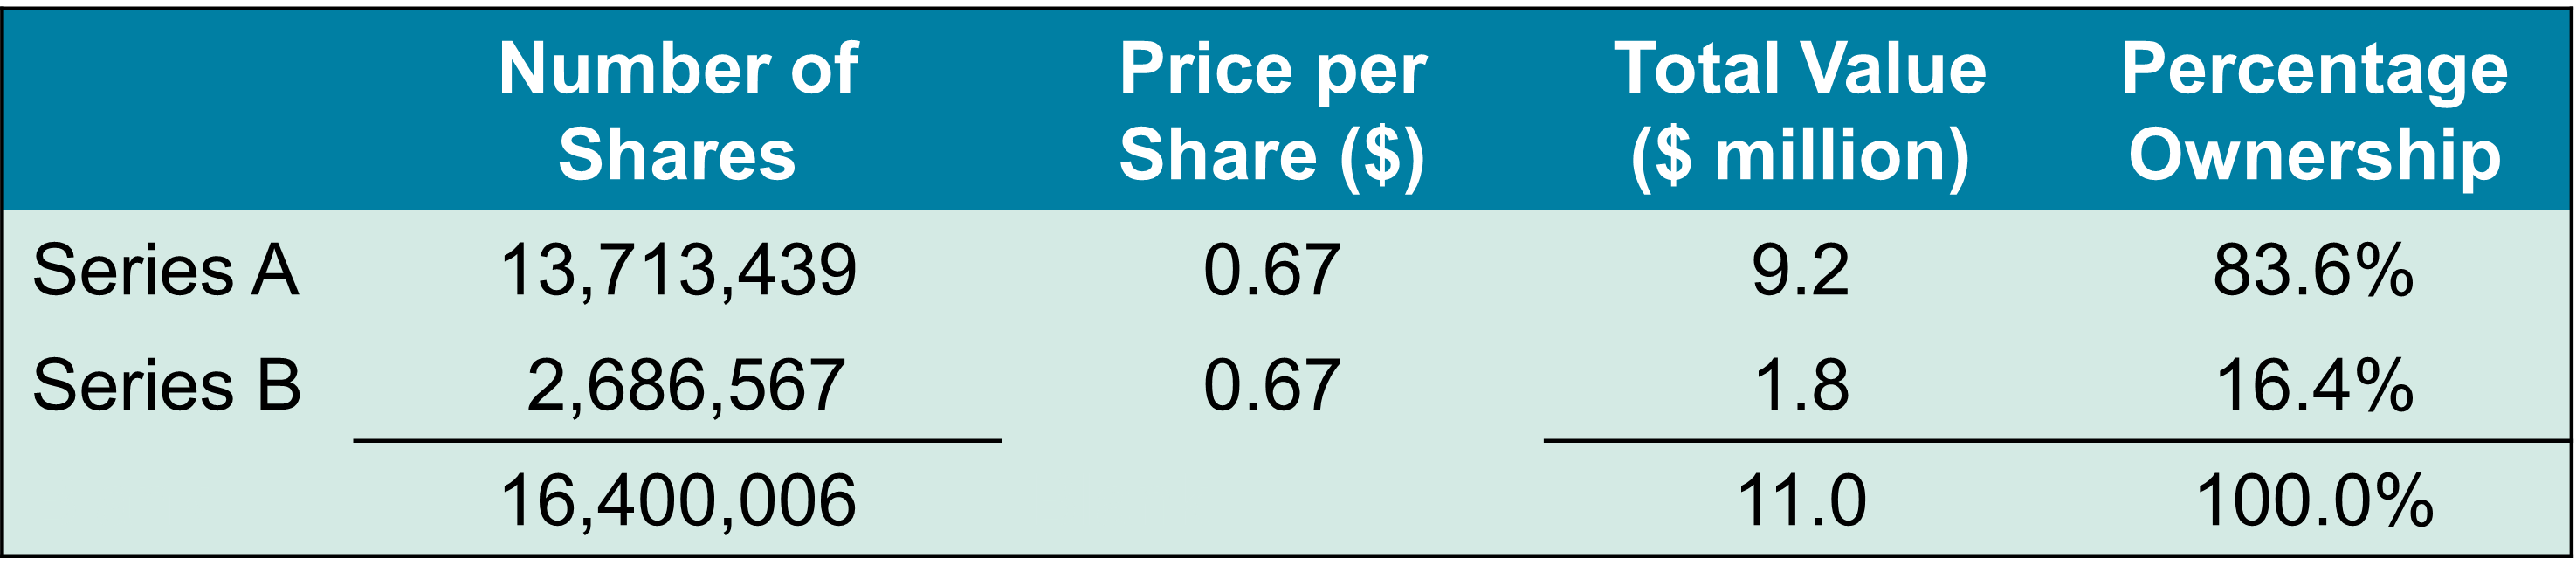 Number of Price per Total Value Percentage
Shares Share ($) ($ million) Ownership
Series A 13,713,439 0.67 9.2 83.6%
Series B 2,686,567 0.67 1.8 16.4%
16,400,006 11.0 100.0%